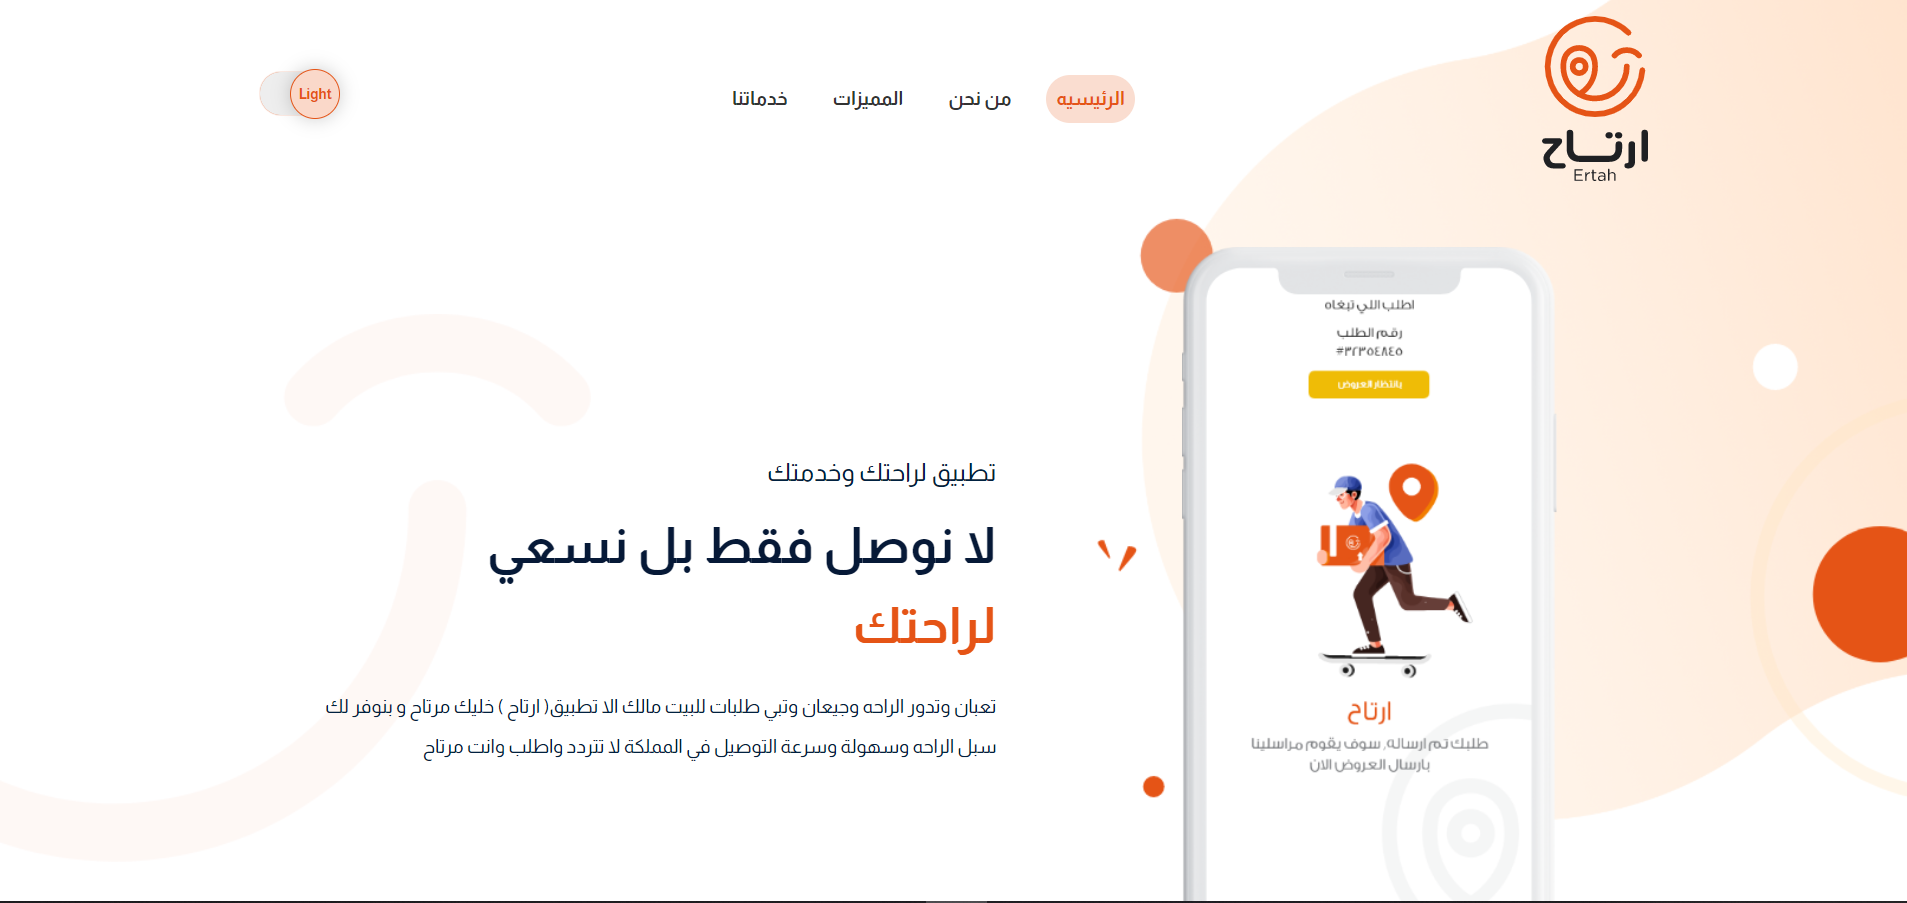 ارتاح
Ertah
الرئيسيه
من نحن
المميزات
خدماتنا
Light
تطبيق لراحتك وخدمتك
لا نوصل فقط بل نسعي
لراحتك
تعبان وتدور الراحه وجيعان وتبي طلبات للبيت مالك الا تطبيق( ارتاح ) خليك مرتاح و بنوفر لك
سبل الراحه وسهولة وسرعة التوصيل في المملكة لا تتردد واطلب وانت مرتاح
اطلب اللي تبغاه
رقم الطلب
#٣٢٣٥٤٨٤٥
بانتظار العروض
ارتاح
طلبك تم ارساله, سوف يقوم مراسلينا
بارسال العروض الان